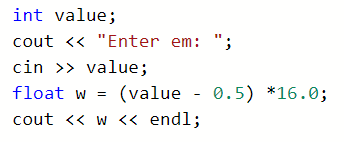 int value;
cout << "Enter em: ";
cin >> value;
float w = (value - 0.5) *16.0;
cout << w << endl;